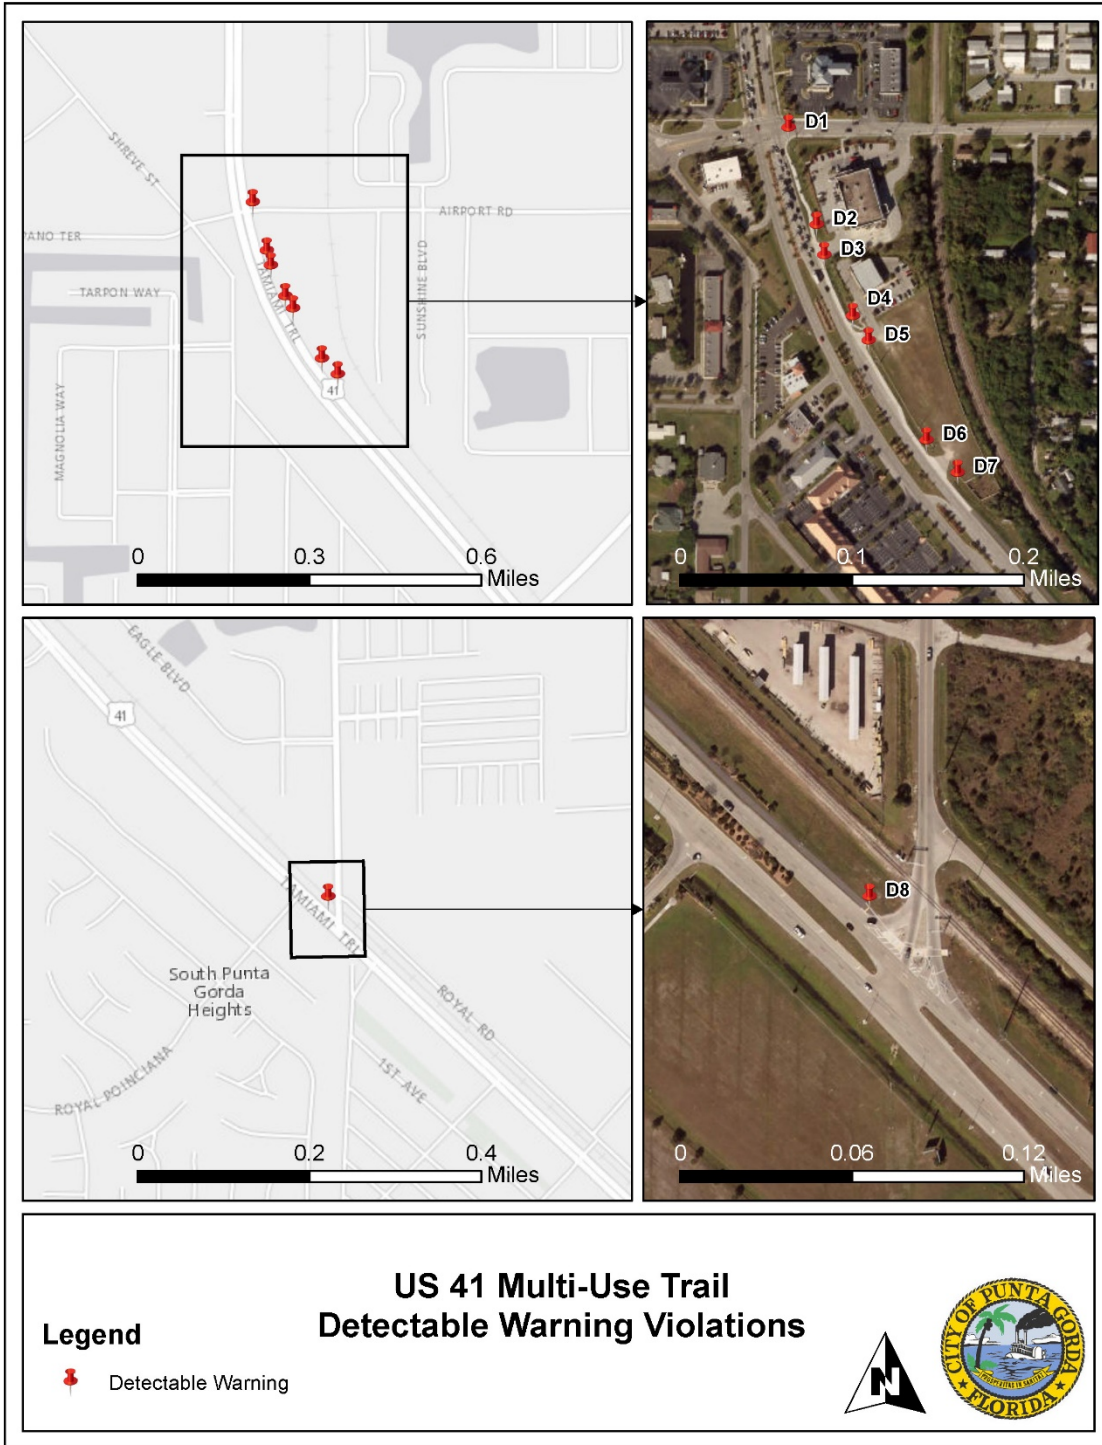 SHREVE ST
PANO TER
AIRPORT RD
TARPON WAY
TAMIAMI TRL
SUNSHINE BLVD
MAGNOLIA WAY
41
0 0.3 0.6
Miles
D1
D2
D3
D4
D5
D6
D7
0 0.1 0.2
Miles
EAGLE BLVD
41
TAMIAMI TRL
South Punta
Gorda
Heights
ROYAL RD
ROYAL POINCIANA
1ST AVE
0 0.2 0.4
Miles
D8
0 0.06 0.12
Miles
US 41 Multi-Use Trail
Detectable Warning Violations
Legend
Detectable Warning
N
CITY OF PUNTA GORDA
FLORIDA